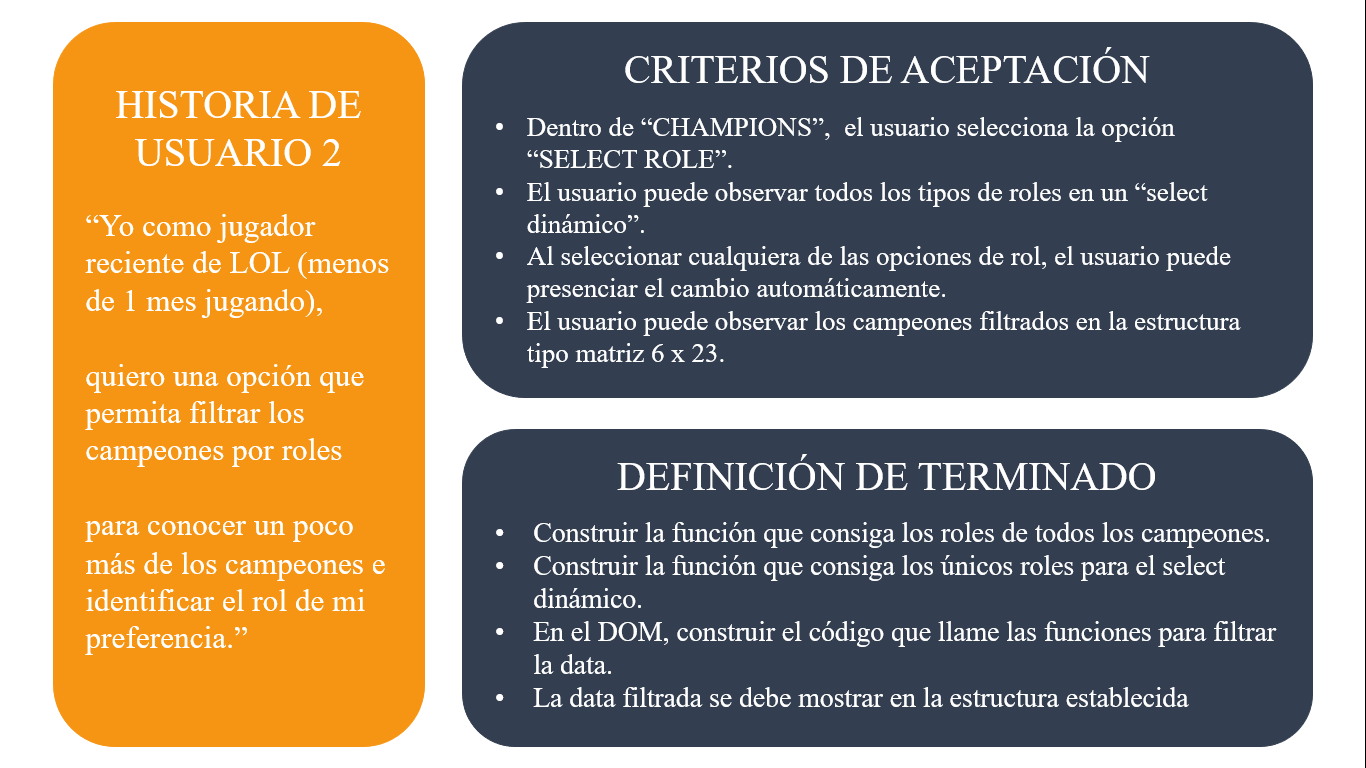 HISTORIA DE
USUARIO 2
“Yo como jugador
reciente de LOL (menos
de 1 mes jugando),
quiero una opción que
permita filtrar los
campeones por roles
para conocer un poco
más de los campeones e
identificar el rol de mi
preferencia.”
CRITERIOS DE ACEPTACIÓN
• Dentro de “CHAMPIONS”, el usuario selecciona la opción
“SELECT ROLE”.
• El usuario puede observar todos los tipos de roles en un “select
dinámico”.
• Al seleccionar cualquiera de las opciones de rol, el usuario puede
presenciar el cambio automáticamente.
• El usuario puede observar los campeones filtrados en la estructura
tipo matriz 6 x 23.
DEFINICIÓN DE TERMINADO
• Construir la función que consiga los roles de todos los campeones.
• Construir la función que consiga los únicos roles para el select
dinámico.
• En el DOM, construir el código que llame las funciones para filtrar
la data.
• La data filtrada se debe mostrar en la estructura establecida